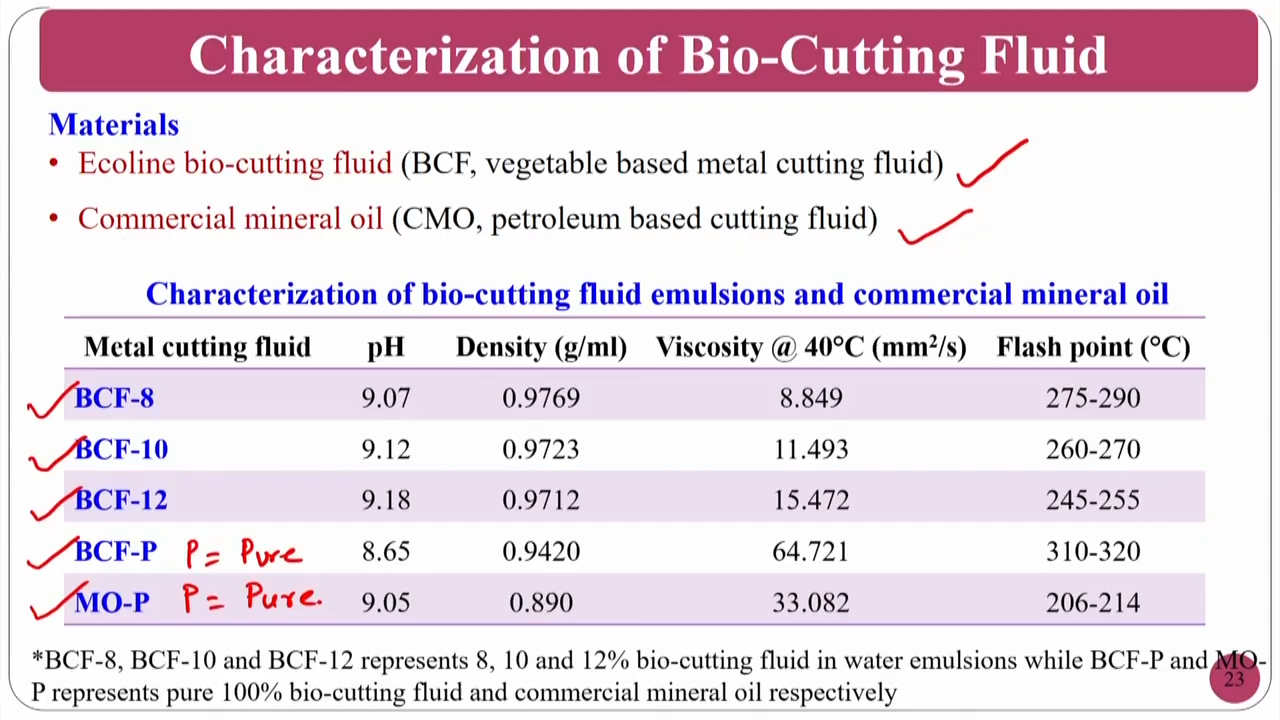 Characterization of Bio-Cutting Fluid
Materials
• Ecoline bio-cutting fluid (BCF, vegetable based metal cutting fluid)
• Commercial mineral oil (CMO, petroleum based cutting fluid)
Characterization of bio-cutting fluid emulsions and commercial mineral oil
Metal cutting fluid pH Density (g/ml) Viscosity @ 40°C (mm²/s) Flash point (°C)
BCF-8 9.07 0.9769 8.849 275-290
BCF-10 9.12 0.9723 11.493 260-270
BCF-12 9.18 0.9712 15.472 245-255
BCF-P P = Pure 8.65 0.9420 64.721 310-320
MO-P P = Pure. 9.05 0.890 33.082 206-214
*BCF-8, BCF-10 and BCF-12 represents 8, 10 and 12% bio-cutting fluid in water emulsions while BCF-P and MO-
P represents pure 100% bio-cutting fluid and commercial mineral oil respectively
23